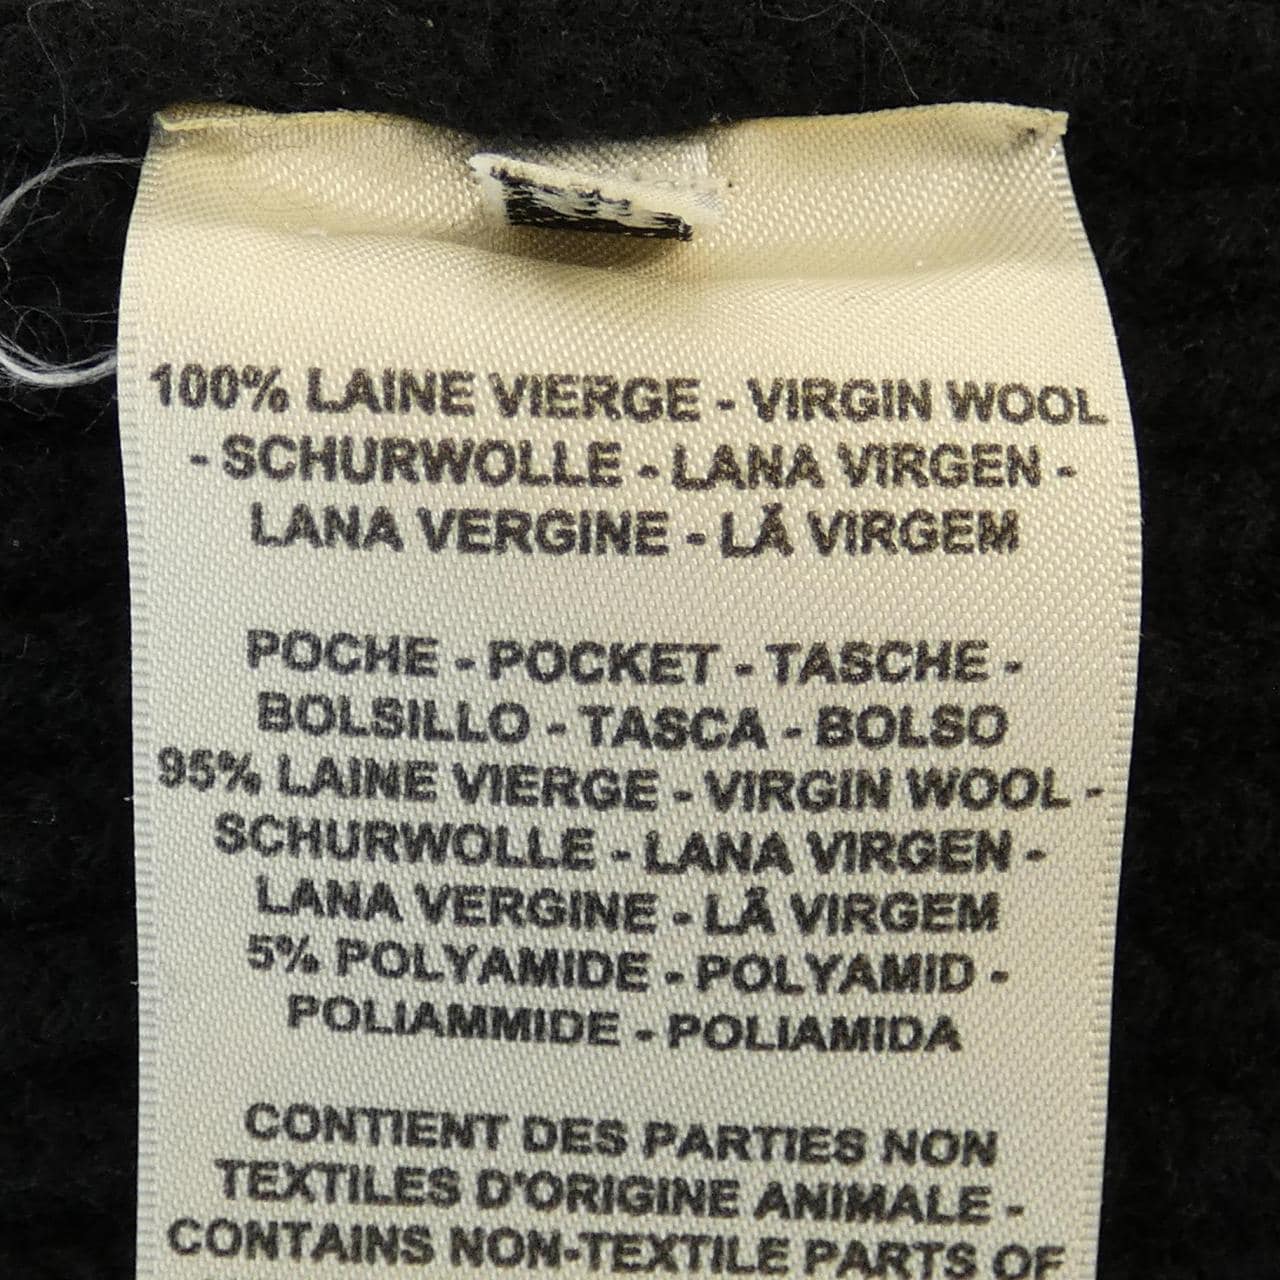 100% LAINE VIERGE - VIRGIN WOOL
- SCHURWOLLE - LANA VIRGEN -
LANA VERGINE - LÃ VIRGEM
POCHE - POCKET - TASCHE -
BOLSILLO - TASCA - BOLSO
95% LAINE VIERGE - VIRGIN WOOL -
SCHURWOLLE - LANA VIRGEN -
LANA VERGINE - LÃ VIRGEM
5% POLYAMIDE - POLYAMID -
POLIAMMIDE - POLIAMIDA
CONTIENT DES PARTIES NON
TEXTILES D'ORIGINE ANIMALE -
CONTAINS NON-TEXTILE PARTS OF